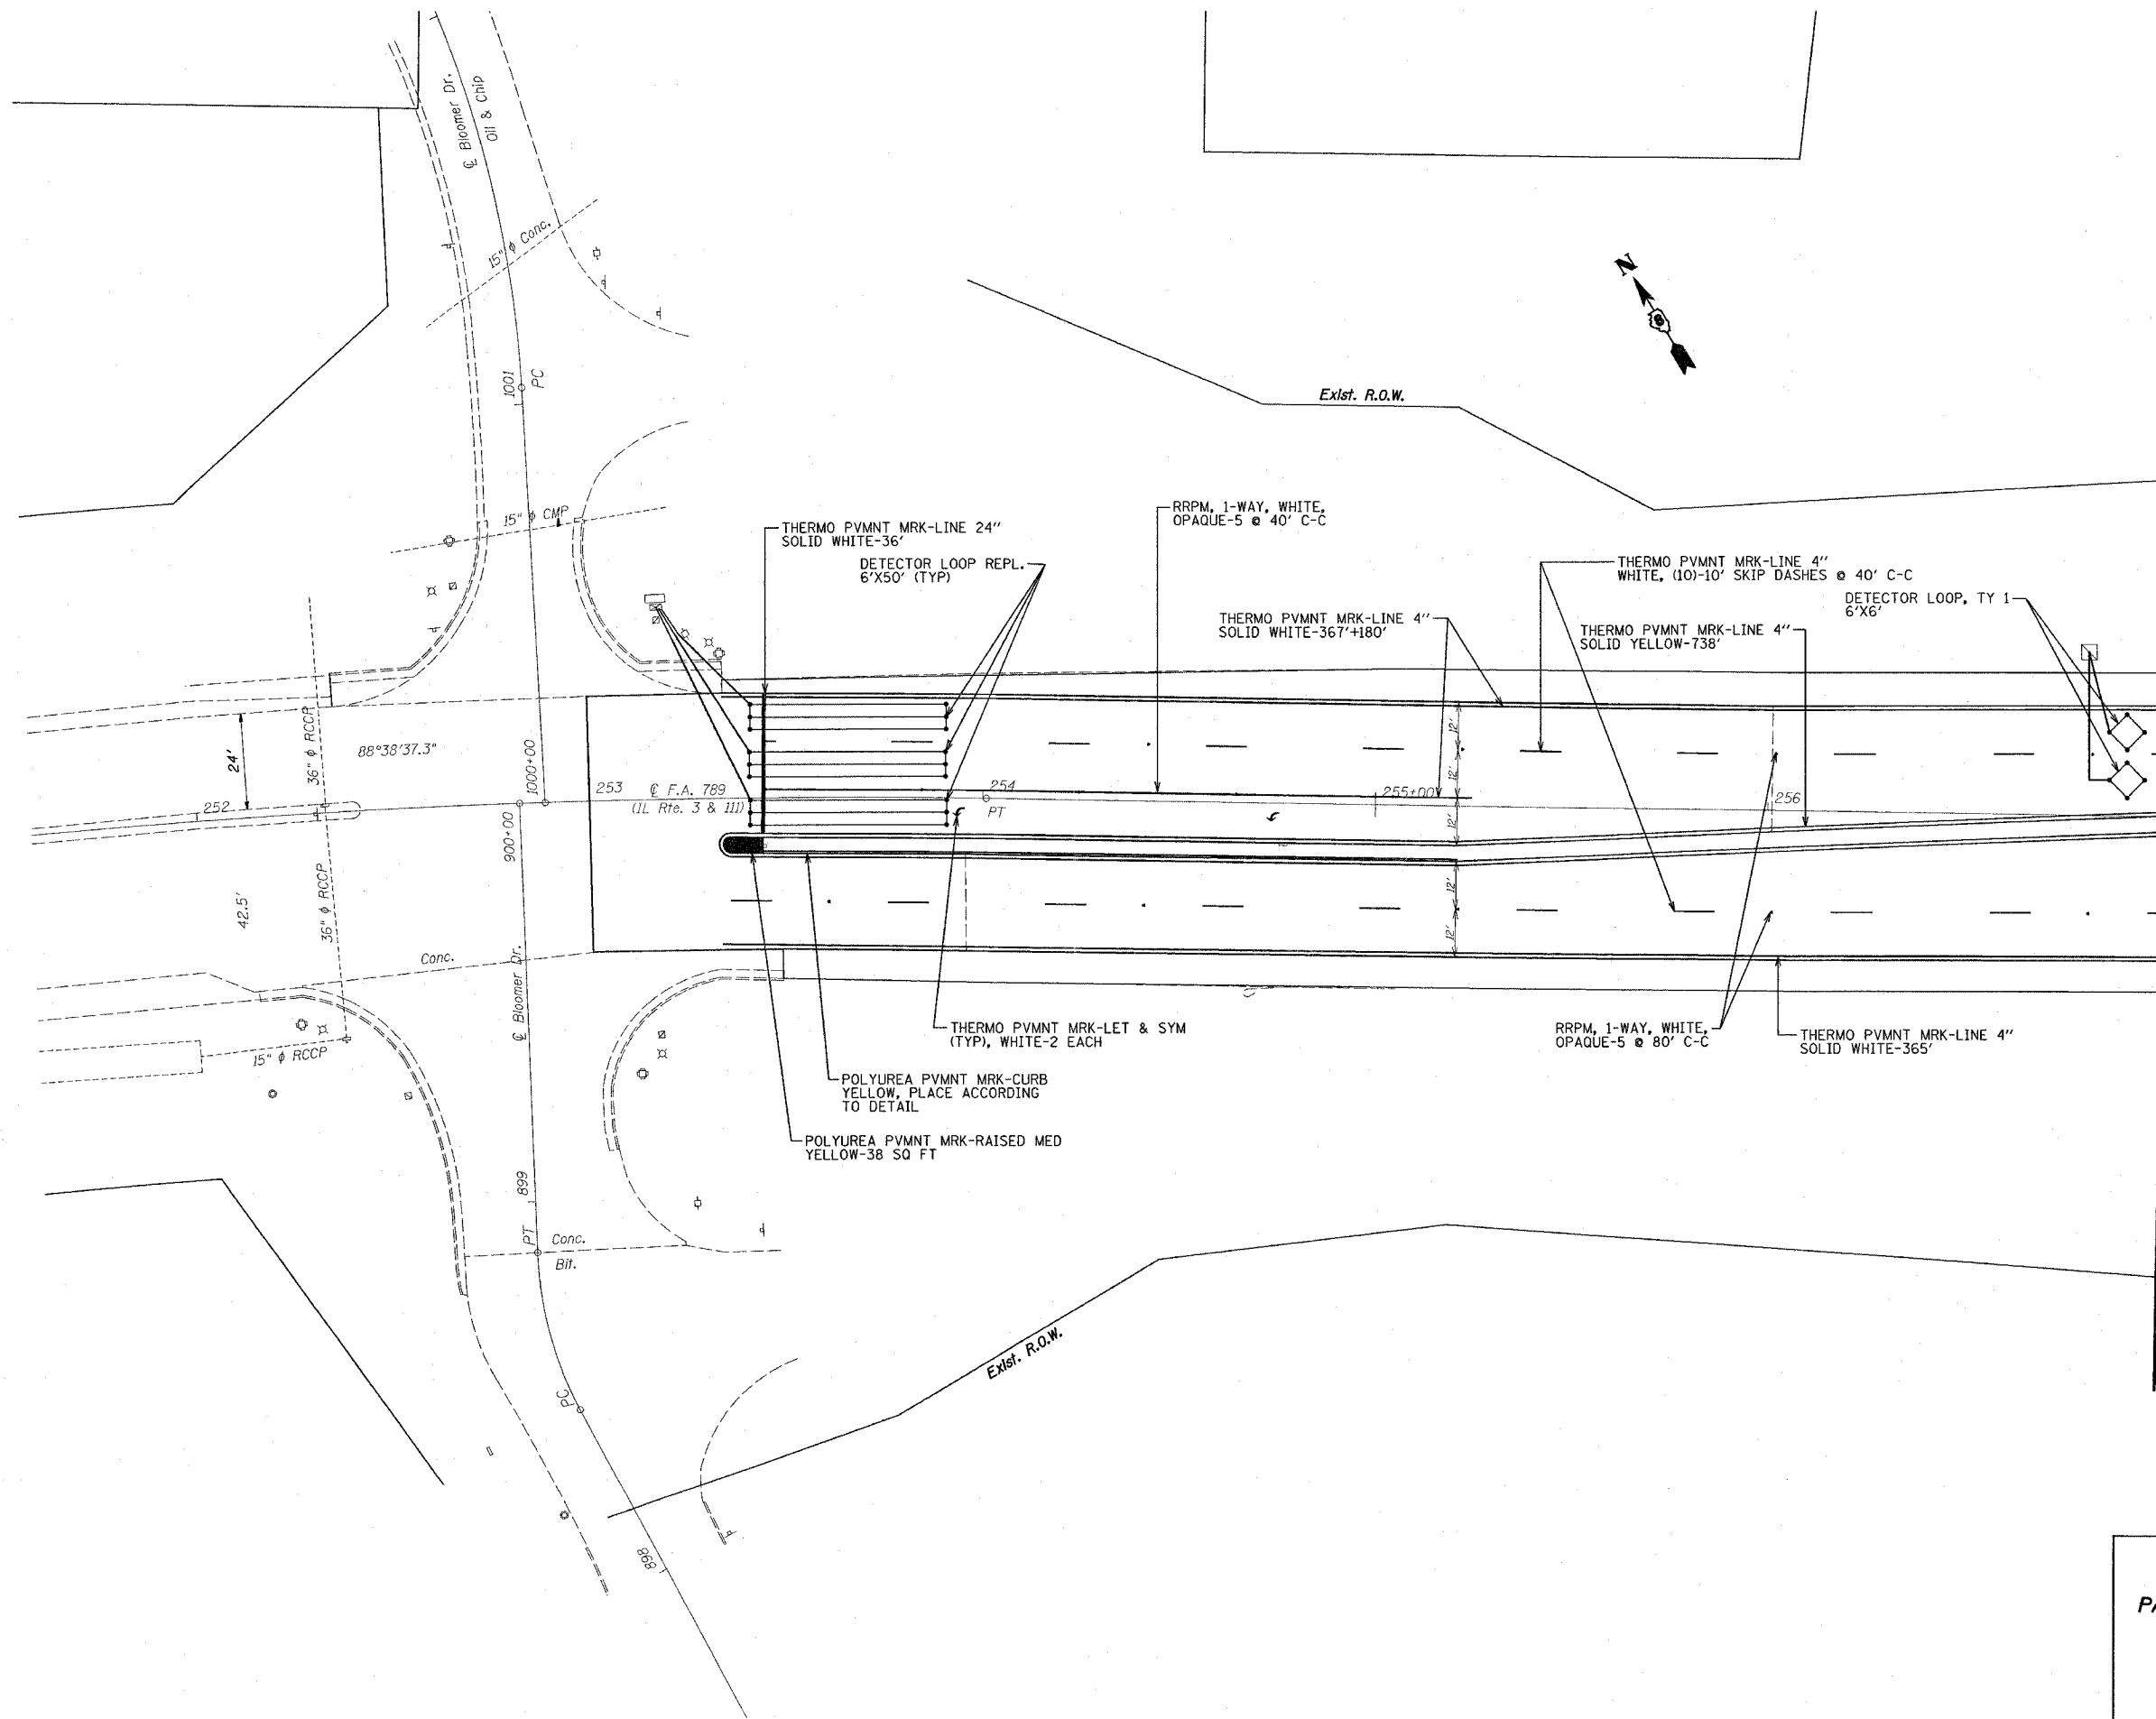 ℄ Bloomer Dr.
Oil & Chip
15" ϕ Conc.
1001
PC
N
8
Exist. R.O.W.
15" ϕ CMP
THERMO PVMNT MRK-LINE 24"
SOLID WHITE-36'
DETECTOR LOOP REPL.
6'X50' (TYP)
RRPM, 1-WAY, WHITE,
OPAQUE-5 @ 40' C-C
THERMO PVMNT MRK-LINE 4"
SOLID WHITE-367'+180'
THERMO PVMNT MRK-LINE 4"
WHITE, (10)-10' SKIP DASHES @ 40' C-C
THERMO PVMNT MRK-LINE 4"
SOLID YELLOW-738'
DETECTOR LOOP, TY 1
6'X6'
24'
36" ϕ RCCP
88°38'37.3"
1000+00
252
253
℄ F.A. 789
(IL Rte. 3 & 111)
254
PT
255+00
256
12'
12'
12'
12'
12'
900+00
42.5'
36" ϕ RCCP
Conc.
℄ Bloomer Dr.
15" ϕ RCCP
THERMO PVMNT MRK-LET & SYM
(TYP), WHITE-2 EACH
POLYUREA PVMNT MRK-CURB
YELLOW, PLACE ACCORDING
TO DETAIL
POLYUREA PVMNT MRK-RAISED MED
YELLOW-38 SQ FT
RRPM, 1-WAY, WHITE,
OPAQUE-5 @ 80' C-C
THERMO PVMNT MRK-LINE 4"
SOLID WHITE-365'
899
PT
Conc.
Bit.
PC
Exist. R.O.W.
898